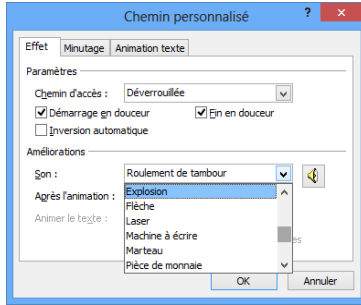 Chemin personnalisé
Effet Minutage Animation texte
Paramètres
Chemin d'accès : Déverrouillée
Démarrage en douceur Fin en douceur
Inversion automatique
Améliorations
Son : Roulement de tambour
Après l'animation : Explosion
Flèche
Animer le texte : Laser
Machine à écrire
Marteau
Pièce de monnaie
OK Annuler